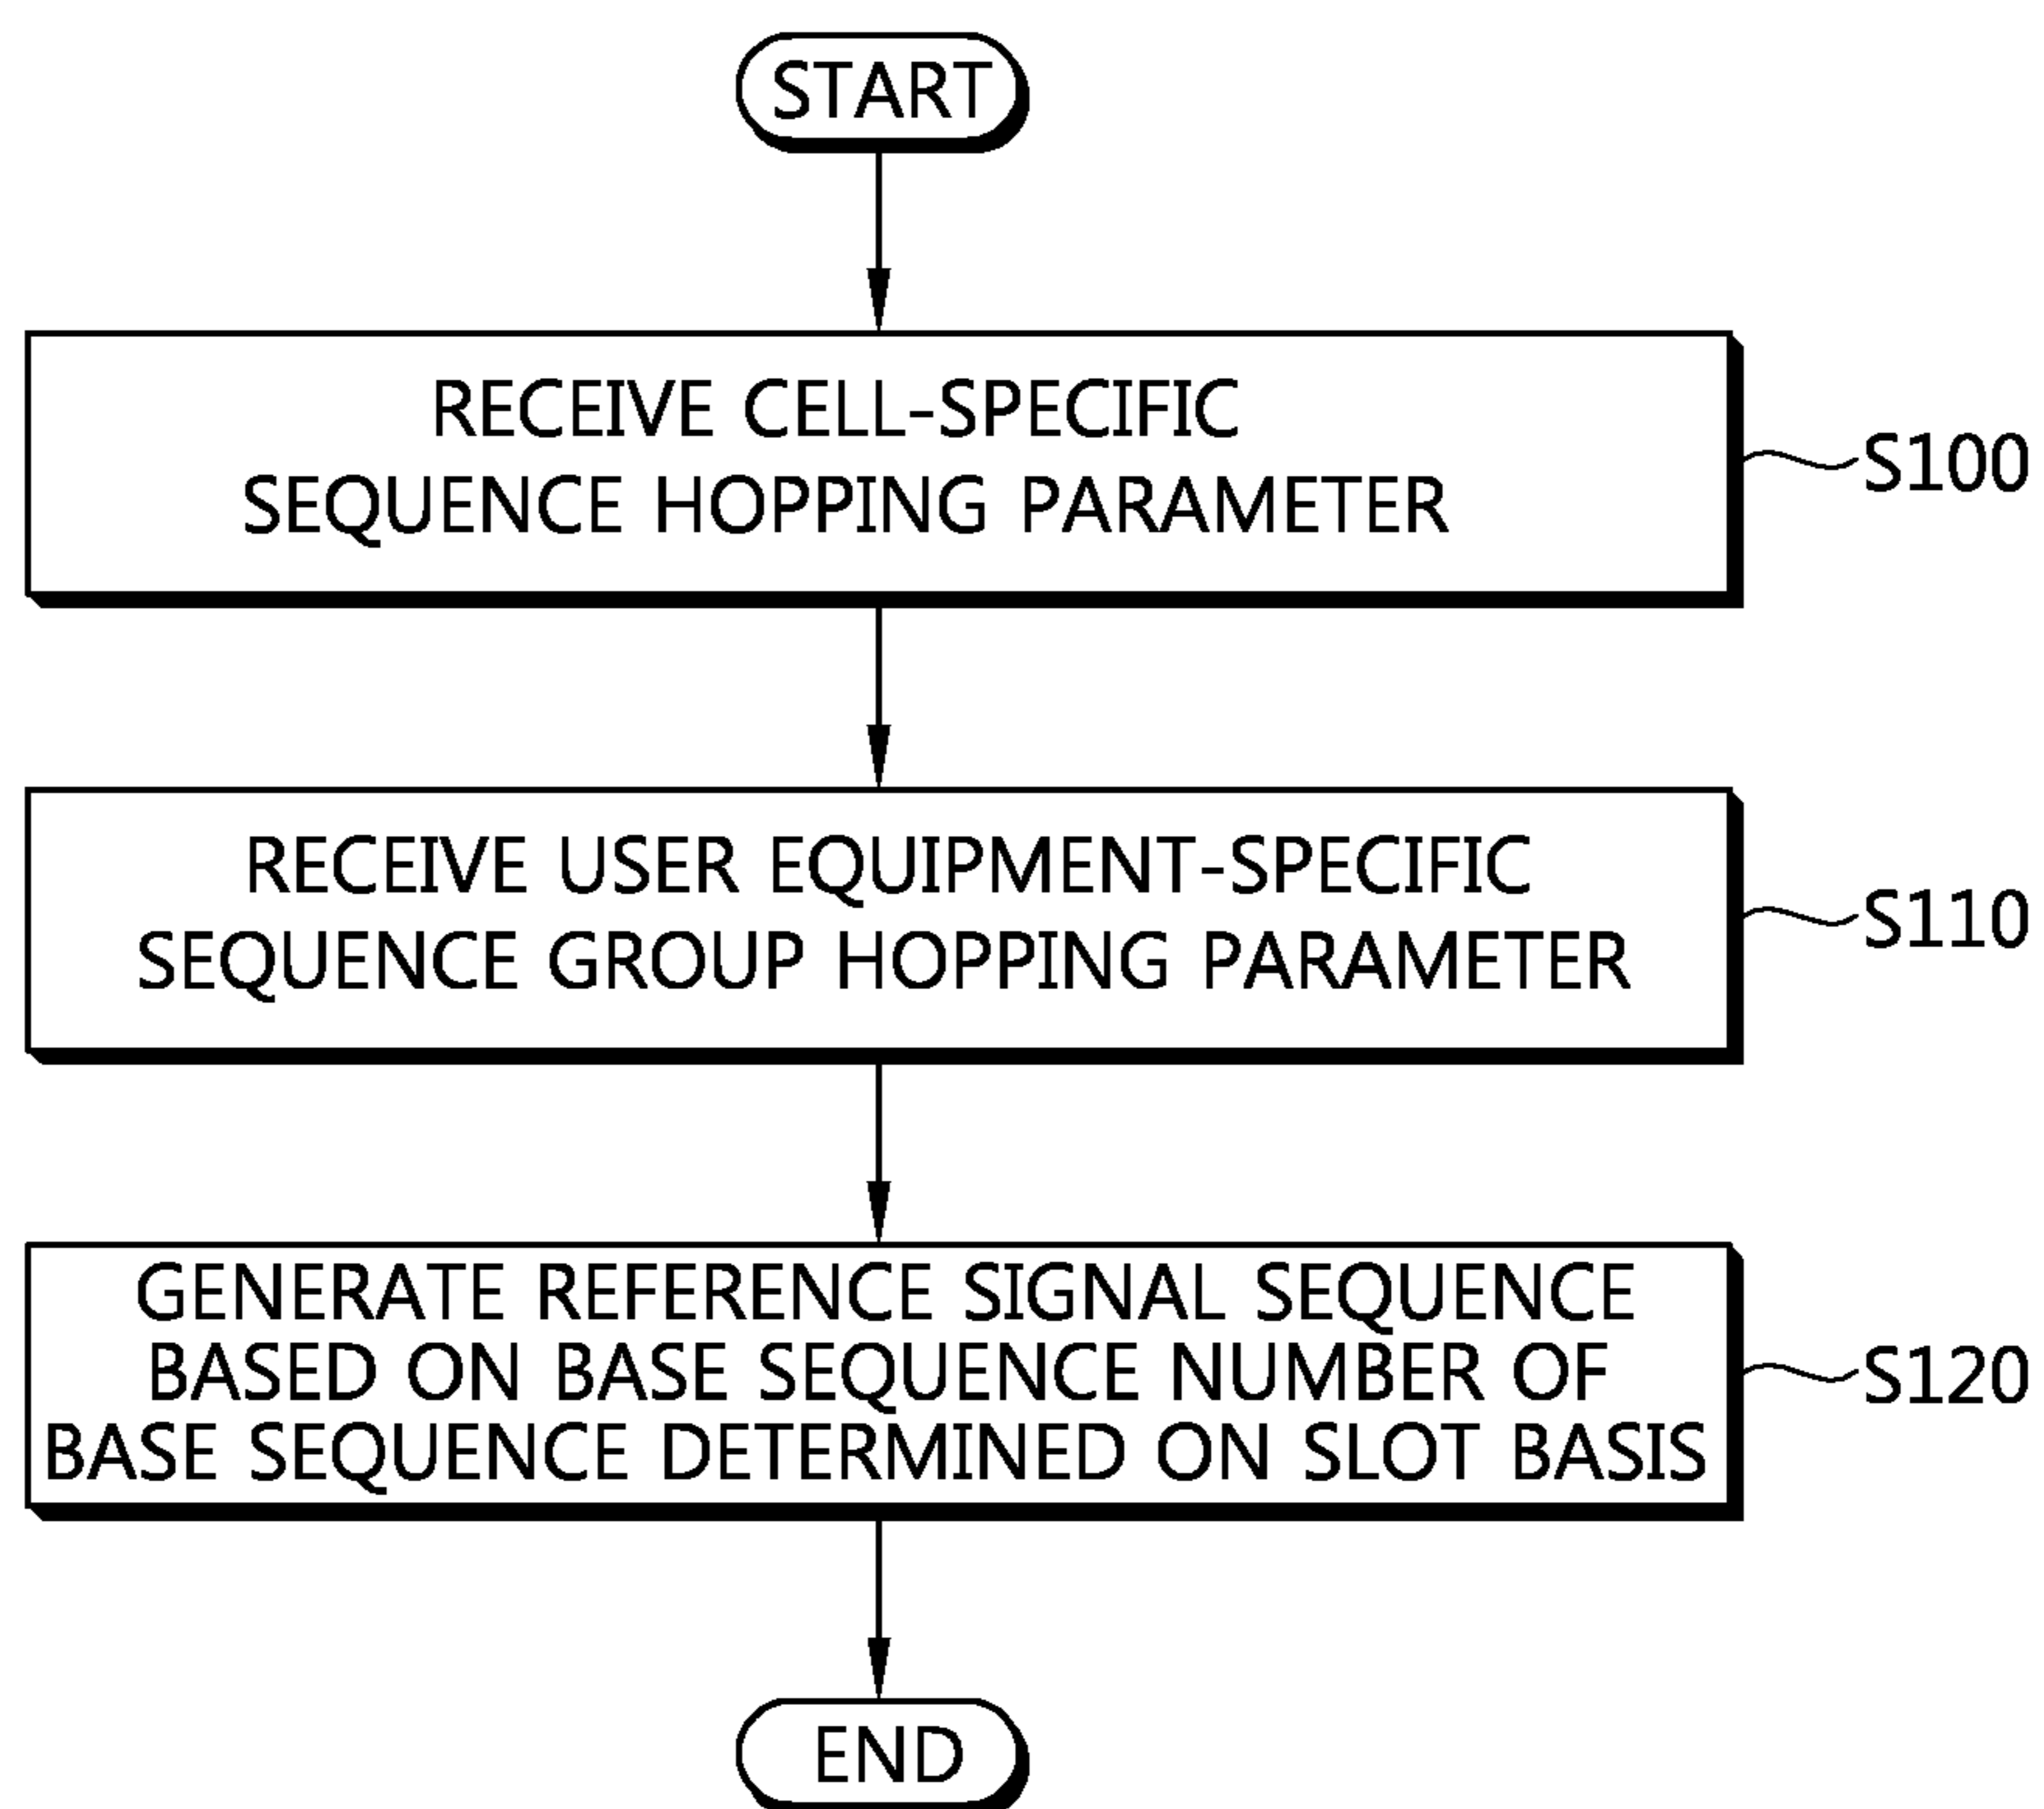 START
RECEIVE CELL-SPECIFIC
SEQUENCE HOPPING PARAMETER
S100
RECEIVE USER EQUIPMENT-SPECIFIC
SEQUENCE GROUP HOPPING PARAMETER
S110
GENERATE REFERENCE SIGNAL SEQUENCE
BASED ON BASE SEQUENCE NUMBER OF
BASE SEQUENCE DETERMINED ON SLOT BASIS
S120
END